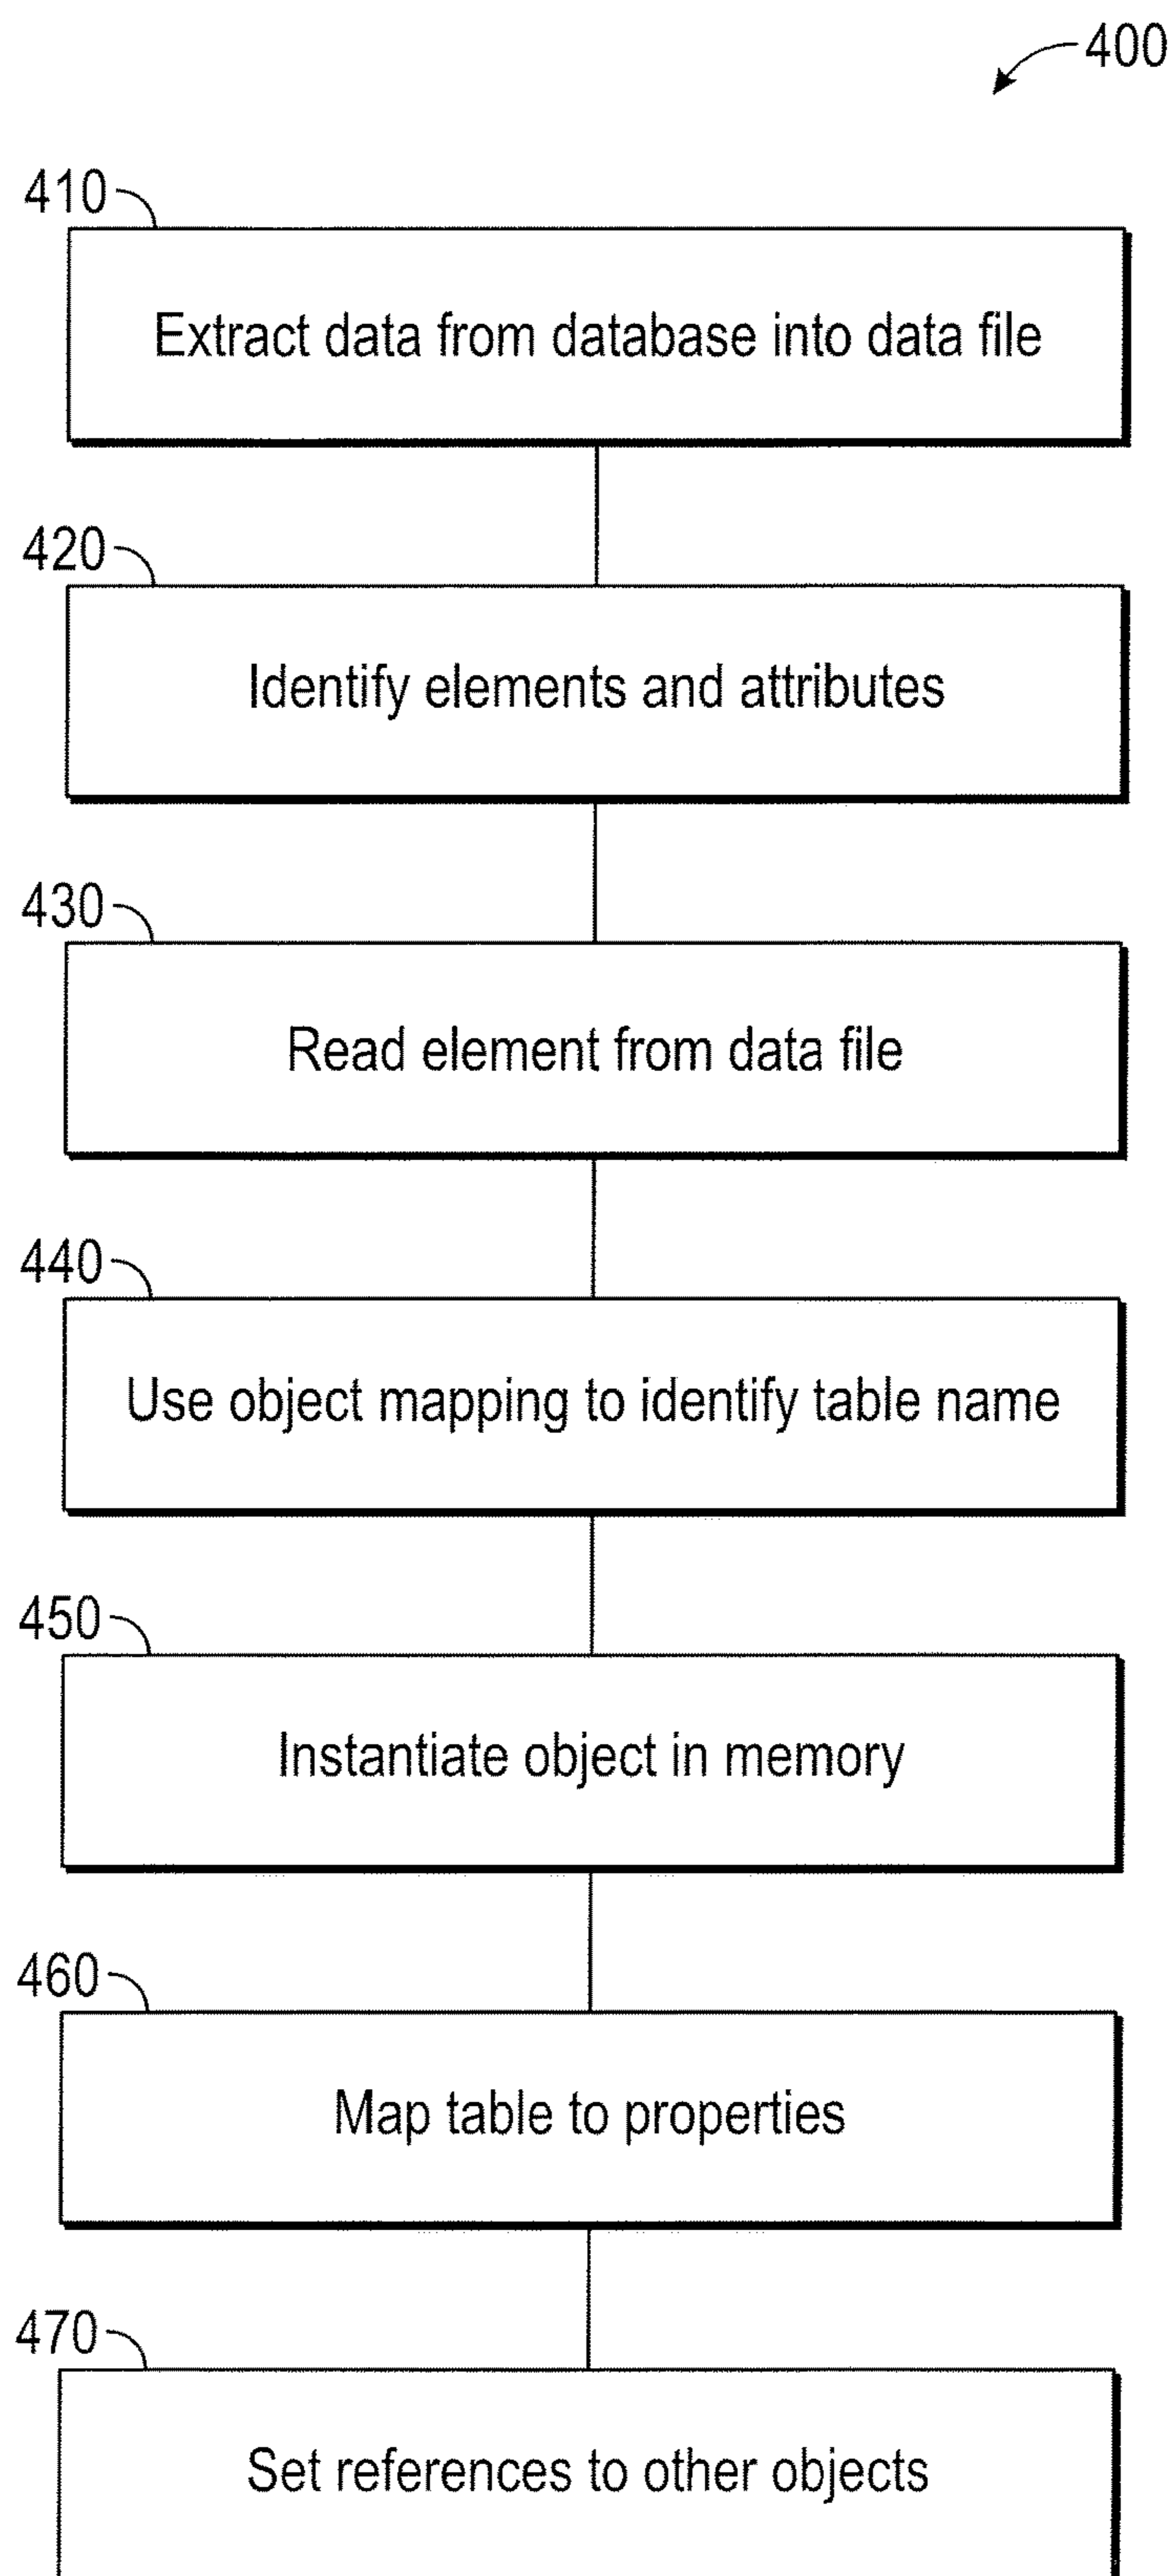 400
410
Extract data from database into data file
420
Identify elements and attributes
430
Read element from data file
440
Use object mapping to identify table name
450
Instantiate object in memory
460
Map table to properties
470
Set references to other objects